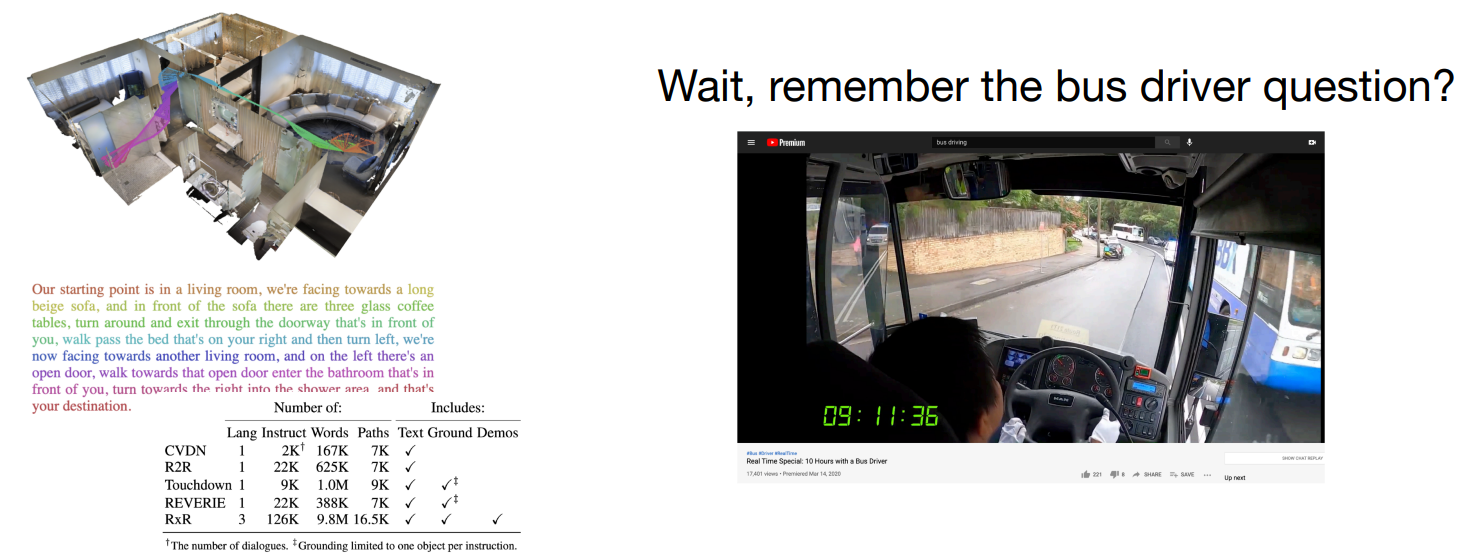 Our starting point is in a living room, we're facing towards a long
beige sofa, and in front of the sofa there are three glass coffee
tables, turn around and exit through the doorway that's in front of
you, walk pass the bed that's on your right and then turn left, we're
now facing towards another living room, and on the left there's an
open door, walk towards that open door enter the bathroom that's in
front of you, turn towards the right into the shower area, and that's
your destination.
Number of: Includes:
Lang Instruct Words Paths Text Ground Demos
CVDN 1 2K† 167K 7K ✓
R2R 1 22K 625K 7K ✓
Touchdown 1 9K 1.0M 9K ✓ ✓‡
REVERIE 1 22K 388K 7K ✓ ✓‡
RxR 3 126K 9.8M 16.5K ✓ ✓ ✓
†The number of dialogues. ‡Grounding limited to one object per instruction.
Wait, remember the bus driver question?
Premium
bus driving
09:11:36
#Bus #Driver #RealTime
Real Time Special: 10 Hours with a Bus Driver
17,401 views • Premiered Mar 14, 2020
221 8 SHARE SAVE
SHOW CHAT REPLAY
Up next